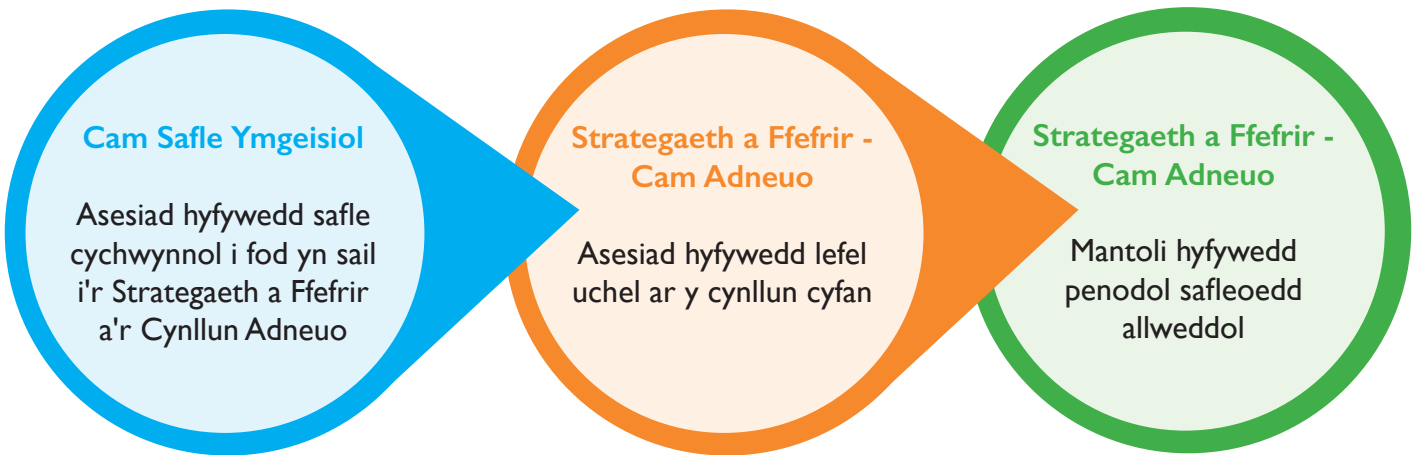 Cam Safle Ymgeisiol
Asesiad hyfywedd safle
cychwynnol i fod yn sail
i'r Strategaeth a Ffefrir
a'r Cynllun Adneuo
Strategaeth a Ffefrir -
Cam Adneuo
Asesiad hyfywedd lefel
uchel ar y cynllun cyfan
Strategaeth a Ffefrir -
Cam Adneuo
Mantoli hyfywedd
penodol safleoedd
allweddol